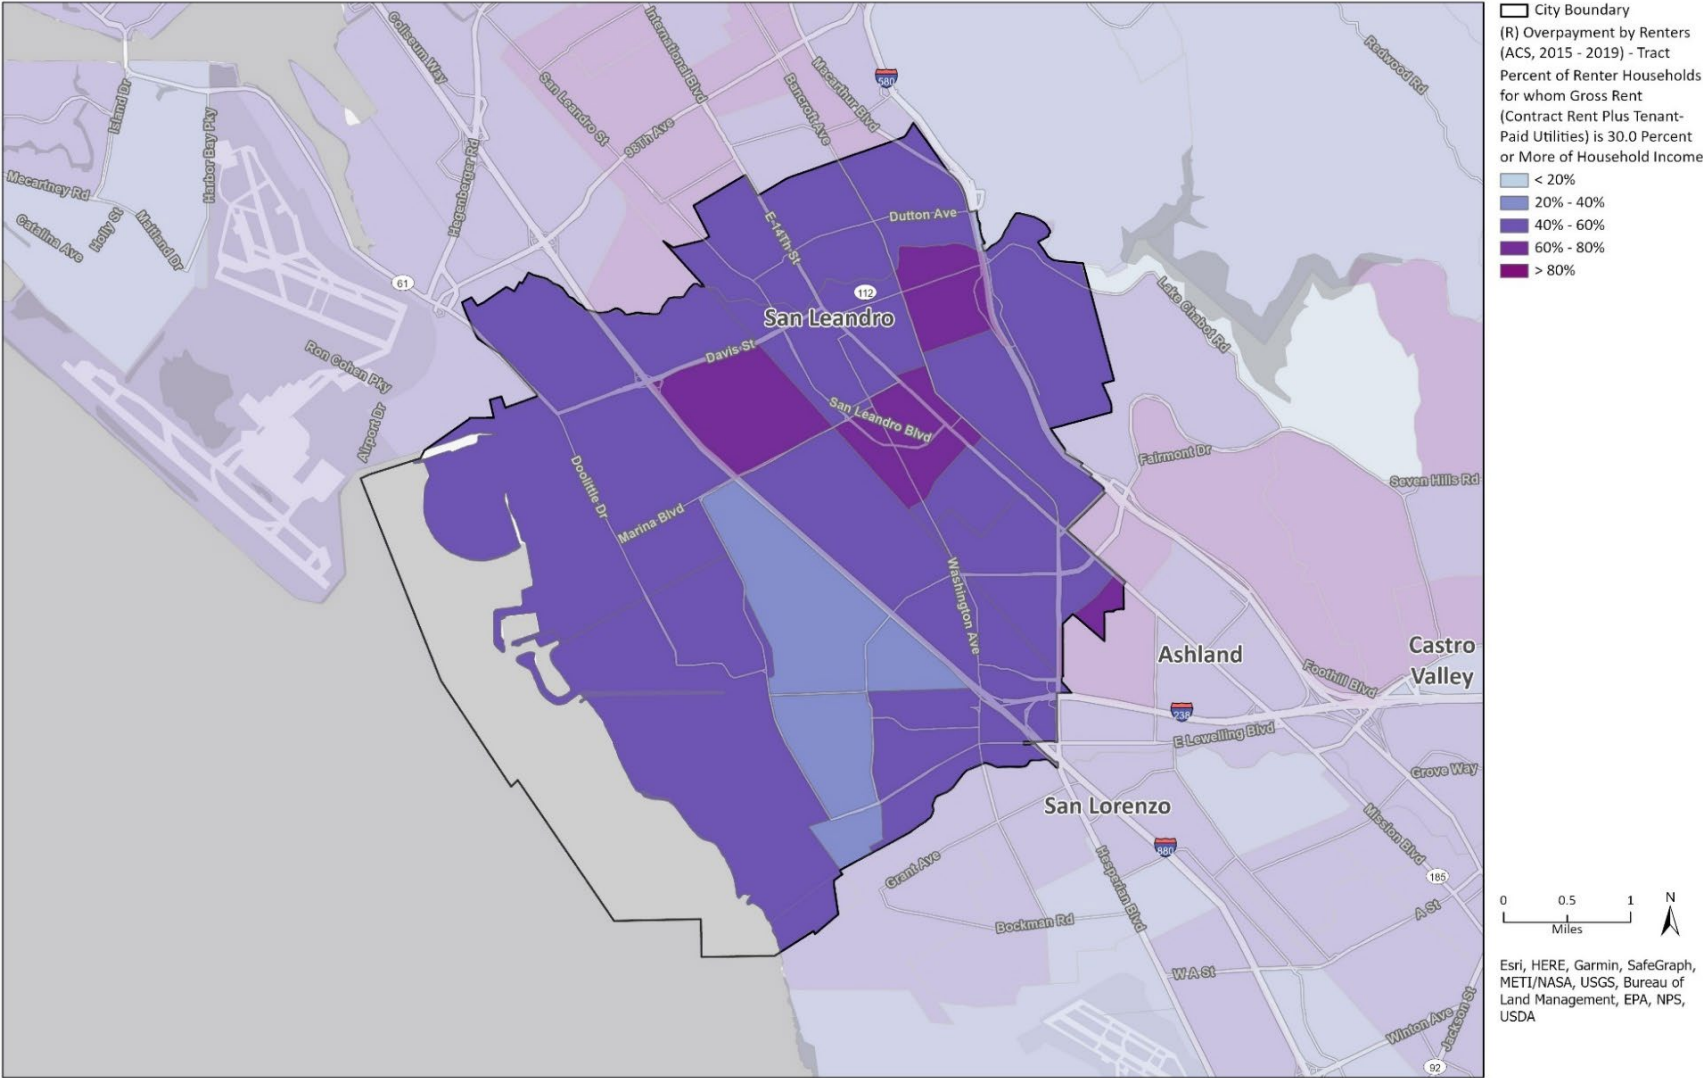 Coliseum Way
International Blvd
San Leandro St
98Th Ave
Bancroft Ave
Macarthur Blvd
580
Redwood Rd
Island Dr
Harbor Bay Pky
Mecartney Rd
Holly St
Maitland Dr
Catalina Ave
Hegenberger Rd
61
E 14Th St
Dutton Ave
112
San Leandro
Davis St
Ron Cohen Pky
Airport Dr
Lake Chabot Rd
San Leandro Blvd
Fairmont Dr
Seven Hills Rd
Doolittle Dr
Marina Blvd
Washington Ave
Ashland
Castro
Valley
Foothill Blvd
238
E Lewelling Blvd
Grove Way
San Lorenzo
Mission Blvd
880
185
Grant Ave
Hesperian Blvd
Bockman Rd
A St
W A St
Winton Ave
Jackson St
92
City Boundary
(R) Overpayment by Renters
(ACS, 2015 - 2019) - Tract
Percent of Renter Households
for whom Gross Rent
(Contract Rent Plus Tenant-
Paid Utilities) is 30.0 Percent
or More of Household Income
< 20%
20% - 40%
40% - 60%
60% - 80%
> 80%
0 0.5 1
Miles
N
Esri, HERE, Garmin, SafeGraph,
METI/NASA, USGS, Bureau of
Land Management, EPA, NPS,
USDA